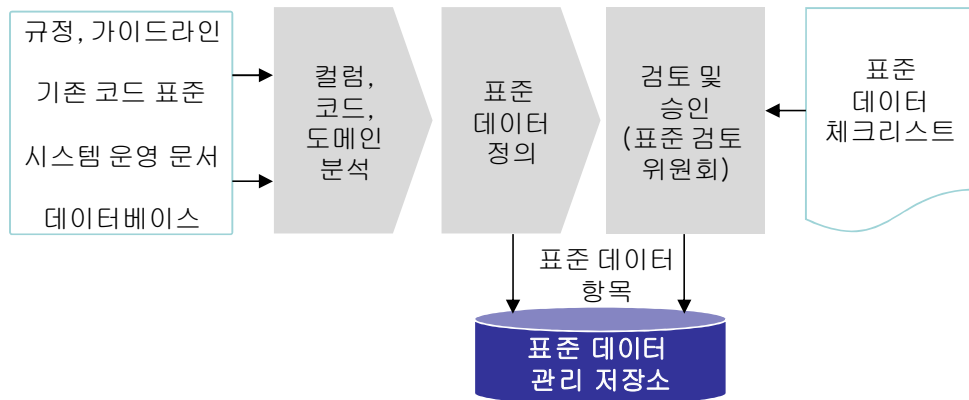 규정, 가이드라인
기존 코드 표준
시스템 운영 문서
데이터베이스
컬럼,
코드,
도메인
분석
표준
데이터
정의
검토 및
승인
(표준 검토
위원회)
표준
데이터
체크리스트
표준 데이터
항목
표준 데이터
관리 저장소